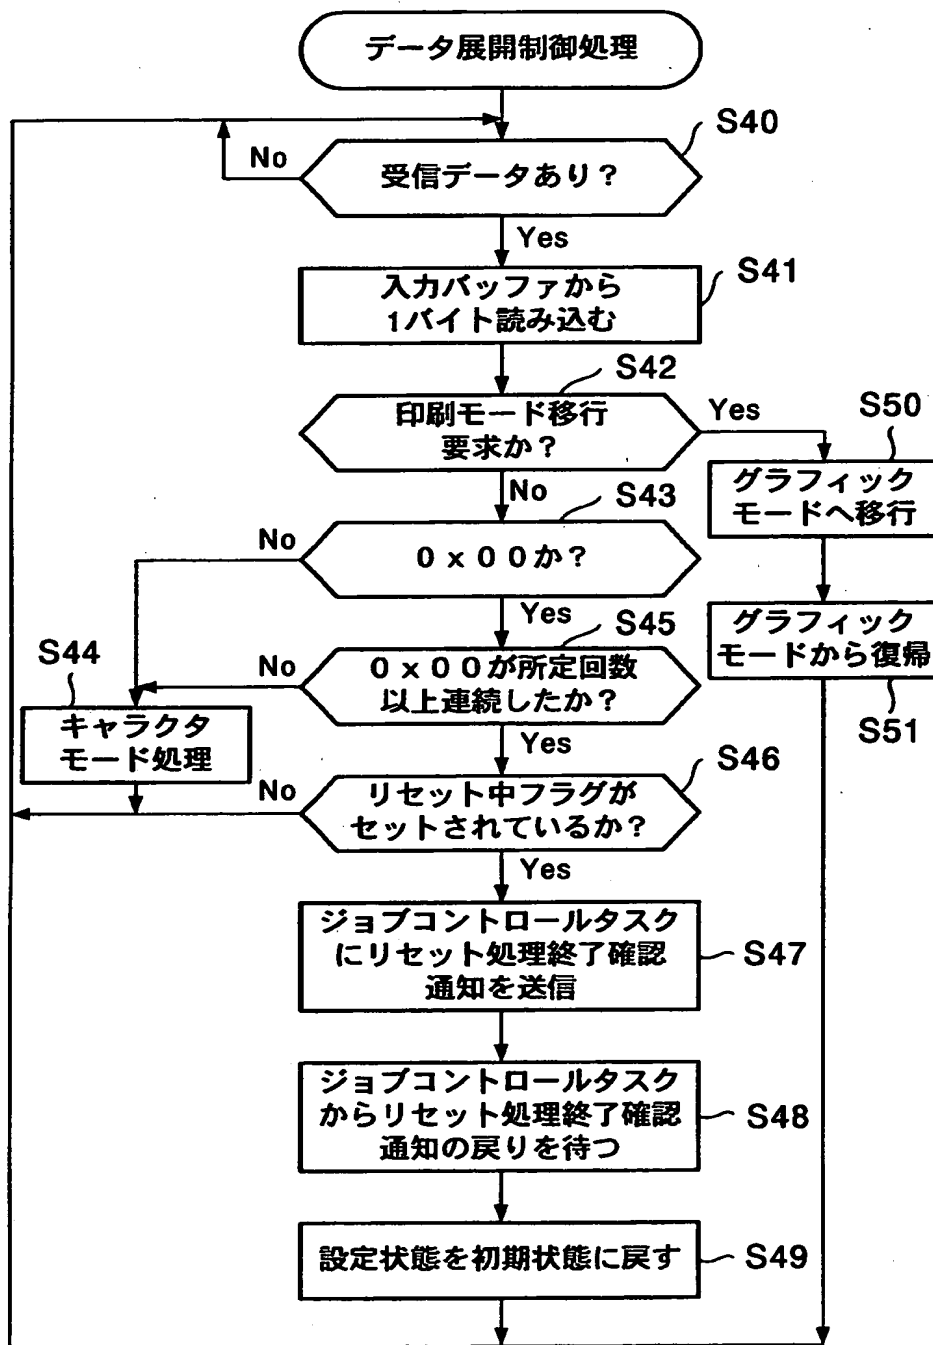 データ展開制御処理
S40
No
受信データあり？
Yes
S41
入力バッファから
1バイト読み込む
S42
印刷モード移行
要求か？
Yes
S50
グラフィック
モードへ移行
No
S43
No
０ｘ００か？
Yes
S45
グラフィック
モードから復帰
S51
S44
No
０ｘ００が所定回数
以上連続したか？
キャラクタ
モード処理
Yes
S46
No
リセット中フラグが
セットされているか？
Yes
ジョブコントロールタスク
にリセット処理終了確認
通知を送信
S47
ジョブコントロールタスク
からリセット処理終了確認
通知の戻りを待つ
S48
設定状態を初期状態に戻す
S49